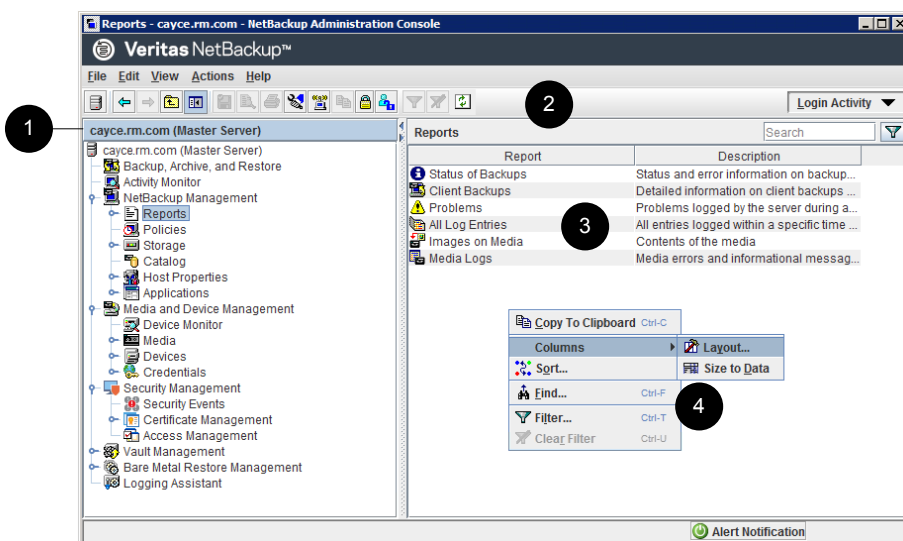 Reports - cayce.rm.com - NetBackup Administration Console
Veritas NetBackup™
File Edit View Actions Help
2
Login Activity
1
cayce.rm.com (Master Server)
Reports
Search
cayce.rm.com (Master Server)
Backup, Archive, and Restore
Activity Monitor
NetBackup Management
Reports
Policies
Storage
Catalog
Host Properties
Applications
Media and Device Management
Device Monitor
Media
Devices
Credentials
Security Management
Security Events
Certificate Management
Access Management
Vault Management
Bare Metal Restore Management
Logging Assistant
Report Description
Status of Backups Status and error information on backup...
Client Backups Detailed information on client backups ...
Problems Problems logged by the server during a...
All Log Entries All entries logged within a specific time ...
Images on Media Contents of the media
Media Logs Media errors and informational messag...
3
Copy To Clipboard Ctrl-C
Columns
Layout...
Sort...
Size to Data
Find... Ctrl-F
4
Filter... Ctrl-T
Clear Filter Ctrl-U
Alert Notification